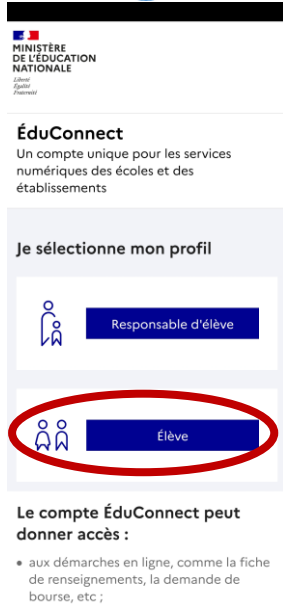 MINISTÈRE
DE L'ÉDUCATION
NATIONALE
Liberté
Égalité
Fraternité
ÉduConnect
Un compte unique pour les services
numériques des écoles et des
établissements
Je sélectionne mon profil
Responsable d'élève
Élève
Le compte ÉduConnect peut
donner accès :
• aux démarches en ligne, comme la fiche
de renseignements, la demande de
bourse, etc ;